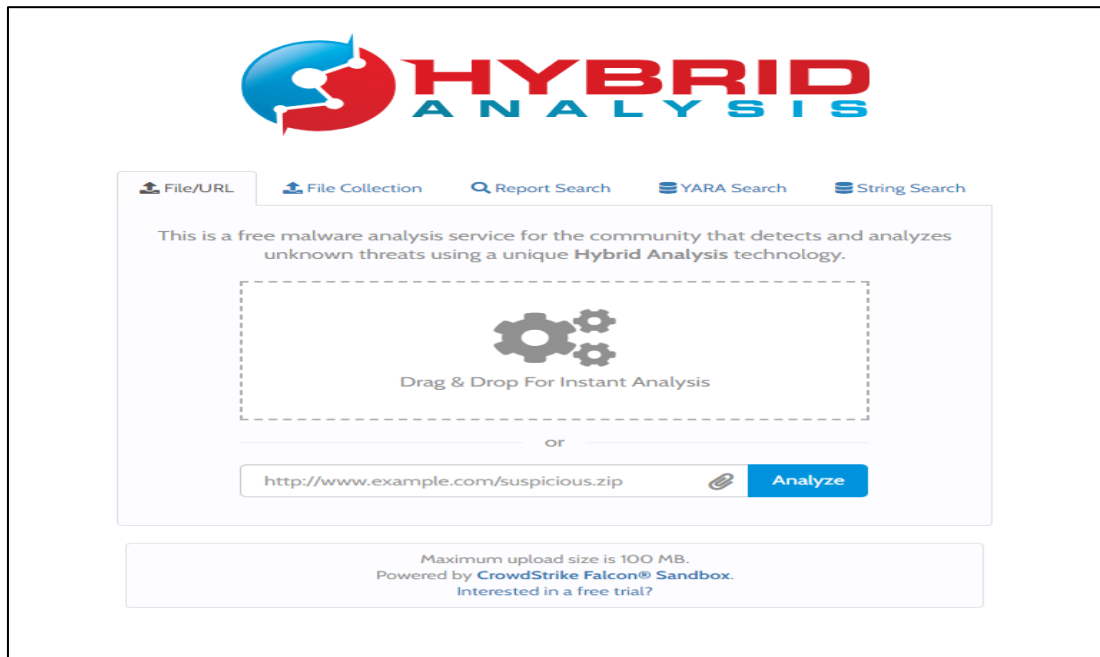 HYBRID
ANALYSIS
File/URL
File Collection
Report Search
YARA Search
String Search
This is a free malware analysis service for the community that detects and analyzes
unknown threats using a unique Hybrid Analysis technology.
Drag & Drop For Instant Analysis
or
http://www.example.com/suspicious.zip
Analyze
Maximum upload size is 100 MB.
Powered by CrowdStrike Falcon® Sandbox.
Interested in a free trial?